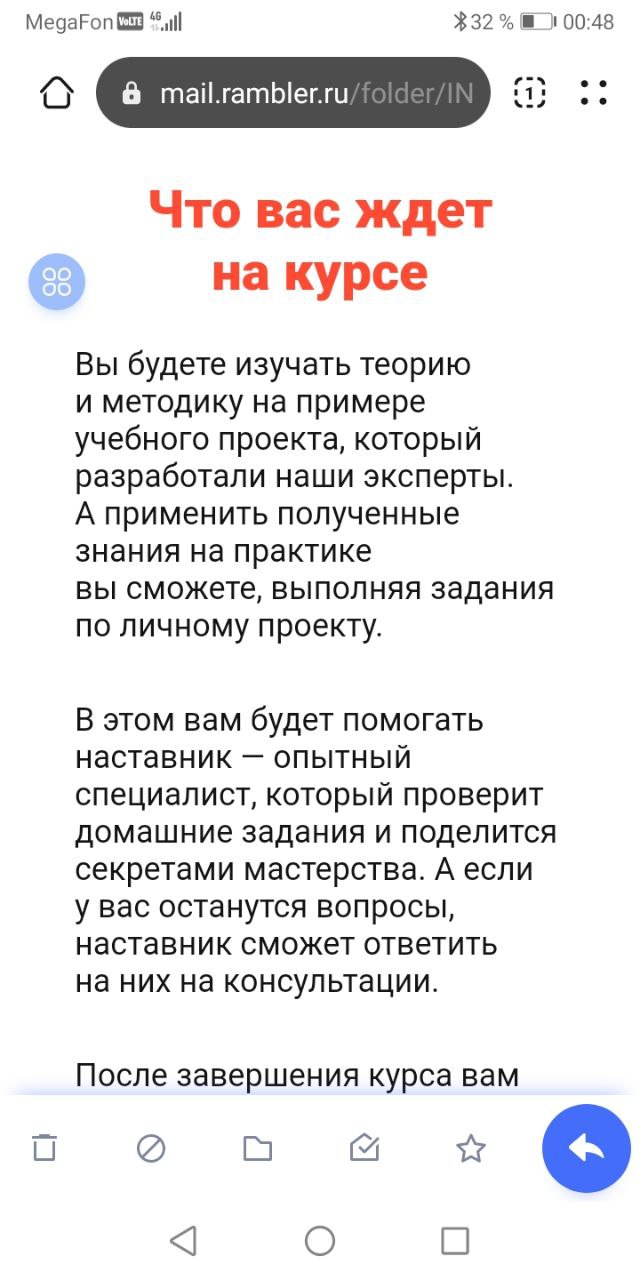 MegaFon VoLTE 4G 32 % 00:48
mail.rambler.ru/folder/IN
1
Что вас ждет
на курсе
Вы будете изучать теорию
и методику на примере
учебного проекта, который
разработали наши эксперты.
А применить полученные
знания на практике
вы сможете, выполняя задания
по личному проекту.
В этом вам будет помогать
наставник — опытный
специалист, который проверит
домашние задания и поделится
секретами мастерства. А если
у вас останутся вопросы,
наставник сможет ответить
на них на консультации.
После завершения курса вам